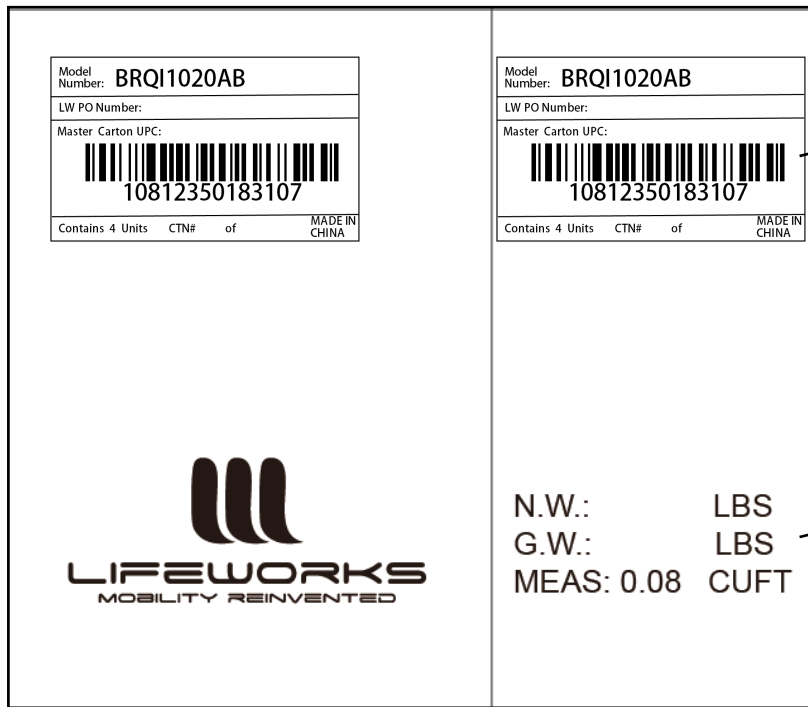 Model Number: BRQI1020AB
LW PO Number:
Master Carton UPC:
10812350183107
Contains 4 Units CTN# of MADE IN CHINA
LIFEWORKS
MOBILITY REINVENTED
Model Number: BRQI1020AB
LW PO Number:
Master Carton UPC:
10812350183107
Contains 4 Units CTN# of MADE IN CHINA
N.W.: LBS
G.W.: LBS
MEAS: 0.08 CUFT